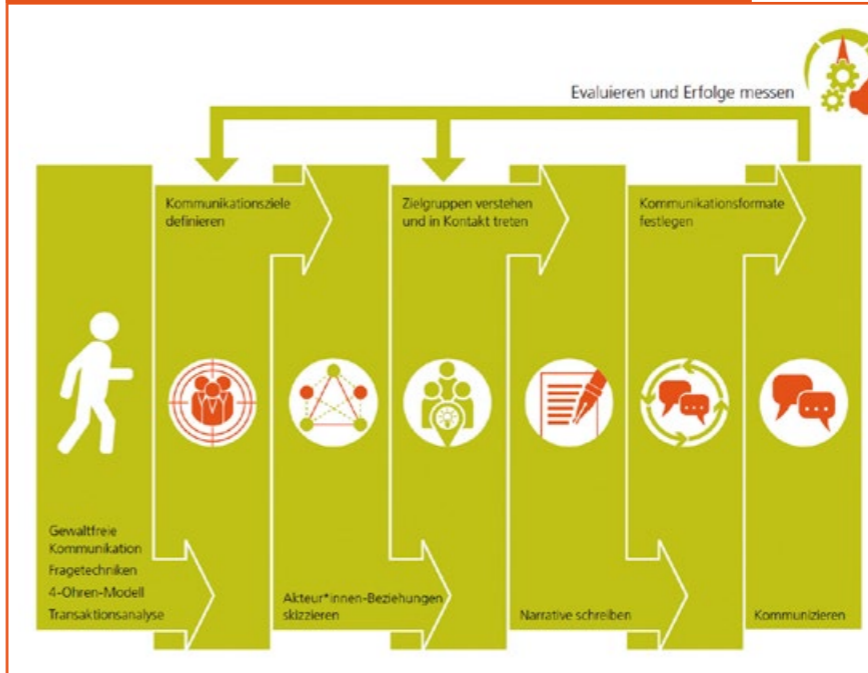 Evaluieren und Erfolge messen
Kommunikationsziele
definieren
Zielgruppen verstehen
und in Kontakt treten
Kommunikationsformate
festlegen
Gewaltfreie
Kommunikation
Fragetechniken
4-Ohren-Modell
Transaktionsanalyse
Akteur*innen-Beziehungen
skizzieren
Narrative schreiben
Kommunizieren